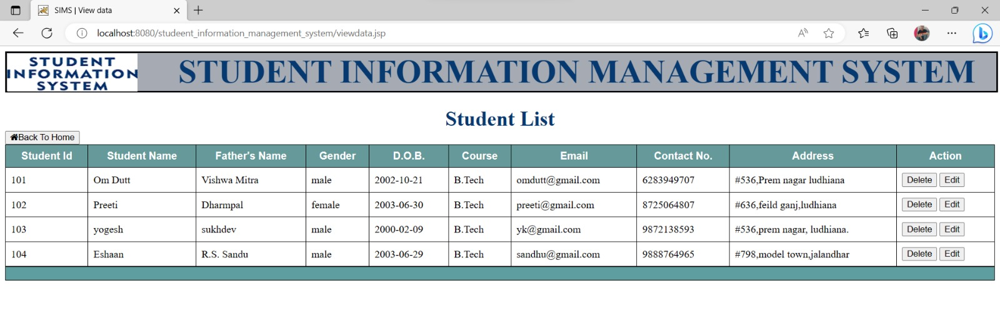 SIMS | View data
localhost:8080/studeent_information_management_system/viewdata.jsp
STUDENT
INFORMATION
SYSTEM
STUDENT INFORMATION MANAGEMENT SYSTEM
Student List
Back To Home
Student Id Student Name Father's Name Gender D.O.B. Course Email Contact No. Address Action
101 Om Dutt Vishwa Mitra male 2002-10-21 B.Tech omdutt@gmail.com 6283949707 #536,Prem nagar ludhiana Delete Edit
102 Preeti Dharmpal female 2003-06-30 B.Tech preeti@gmail.com 8725064807 #636,feild ganj,ludhiana Delete Edit
103 yogesh sukhdev male 2000-02-09 B.Tech yk@gmail.com 9872138593 #536,prem nagar, ludhiana. Delete Edit
104 Eshaan R.S. Sandu male 2003-06-29 B.Tech sandhu@gmail.com 9888764965 #798,model town,jalandhar Delete Edit